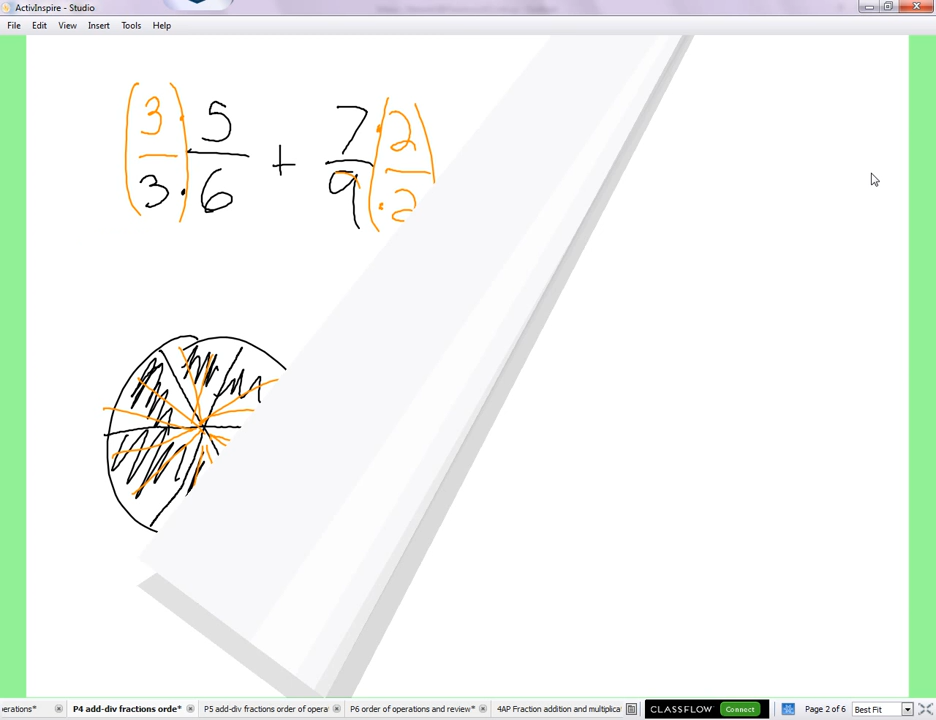 ActivInspire - Studio
File Edit View Insert Tools Help
3 · 5 + 7 · 2
3 · 6 9 · 2
erations* P4 add-div fractions orde* P5 add-div fractions order of opera P6 order of operations and review* 4AP Fraction addition and multiplica CLASSFLOW Connect Page 2 of 6 Best Fit